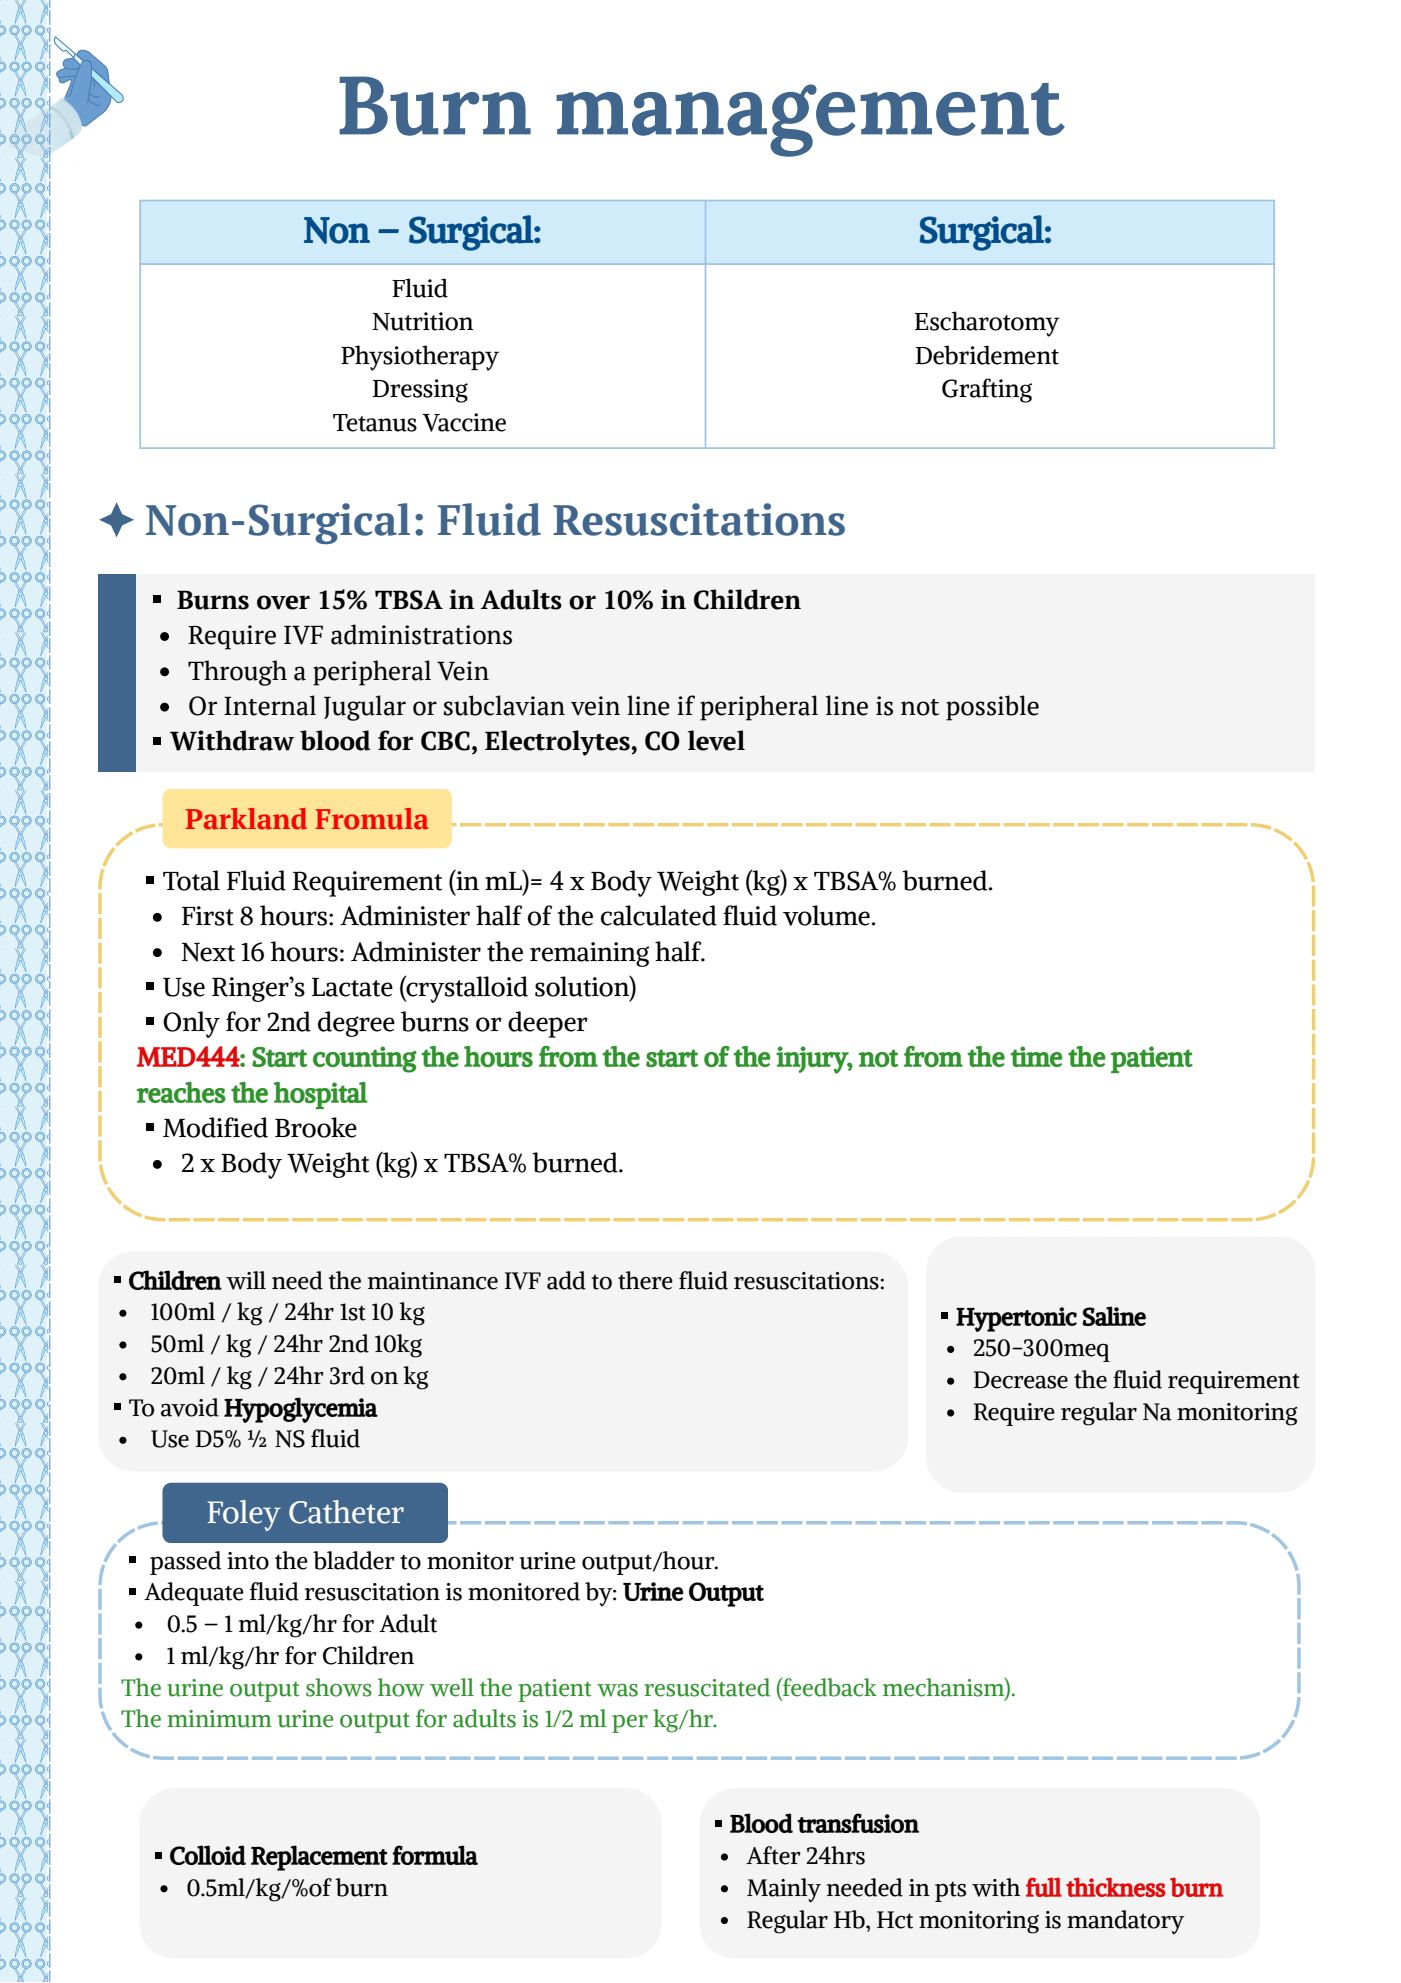 Burn management
Non – Surgical:
Fluid
Nutrition
Physiotherapy
Dressing
Tetanus Vaccine
Surgical:
Escharotomy
Debridement
Grafting
Non-Surgical: Fluid Resuscitations
▪ Burns over 15% TBSA in Adults or 10% in Children
• Require IVF administrations
• Through a peripheral Vein
• Or Internal Jugular or subclavian vein line if peripheral line is not possible
▪ Withdraw blood for CBC, Electrolytes, CO level
Parkland Fromula
▪ Total Fluid Requirement (in mL)= 4 x Body Weight (kg) x TBSA% burned.
• First 8 hours: Administer half of the calculated fluid volume.
• Next 16 hours: Administer the remaining half.
▪ Use Ringer’s Lactate (crystalloid solution)
▪ Only for 2nd degree burns or deeper
MED444: Start counting the hours from the start of the injury, not from the time the patient
reaches the hospital
▪ Modified Brooke
• 2 x Body Weight (kg) x TBSA% burned.
▪ Children will need the maintinance IVF add to there fluid resuscitations:
• 100ml / kg / 24hr 1st 10 kg
• 50ml / kg / 24hr 2nd 10kg
• 20ml / kg / 24hr 3rd on kg
▪ To avoid Hypoglycemia
• Use D5% ½ NS fluid
▪ Hypertonic Saline
• 250-300meq
• Decrease the fluid requirement
• Require regular Na monitoring
Foley Catheter
▪ passed into the bladder to monitor urine output/hour.
▪ Adequate fluid resuscitation is monitored by: Urine Output
• 0.5 – 1 ml/kg/hr for Adult
• 1 ml/kg/hr for Children
The urine output shows how well the patient was resuscitated (feedback mechanism).
The minimum urine output for adults is 1/2 ml per kg/hr.
▪ Colloid Replacement formula
• 0.5ml/kg/%of burn
▪ Blood transfusion
• After 24hrs
• Mainly needed in pts with full thickness burn
• Regular Hb, Hct monitoring is mandatory